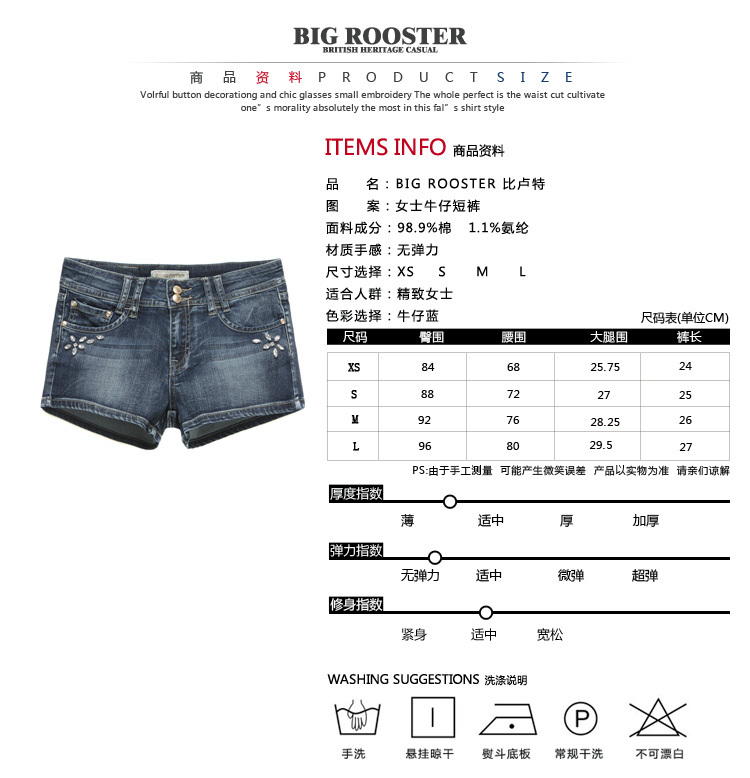 BIG ROOSTER
BRITISH HERITAGE CASUAL
商品资料PRODUCT SIZE
Volrful button decorationg and chic glasses small embroidery The whole perfect is the waist cut cultivate
one”s morality absolutely the most in this fal”s shirt style
ITEMS INFO 商品资料
品 名：BIG ROOSTER 比卢特
图 案：女士牛仔短裤
面料成分：98.9%棉 1.1%氨纶
材质手感：无弹力
尺寸选择：XS S M L
适合人群：精致女士
色彩选择：牛仔蓝
尺码表(单位CM)
尺码 臀围 腰围 大腿围 裤长
XS 84 68 25.75 24
S 88 72 27 25
M 92 76 28.25 26
L 96 80 29.5 27
PS:由于手工测量 可能产生微笑误差 产品以实物为准 请亲们谅解
厚度指数
薄 适中 厚 加厚
弹力指数
无弹力 适中 微弹 超弹
修身指数
紧身 适中 宽松
WASHING SUGGESTIONS 洗涤说明
P
手洗 悬挂晾干 熨斗底板 常规干洗 不可漂白